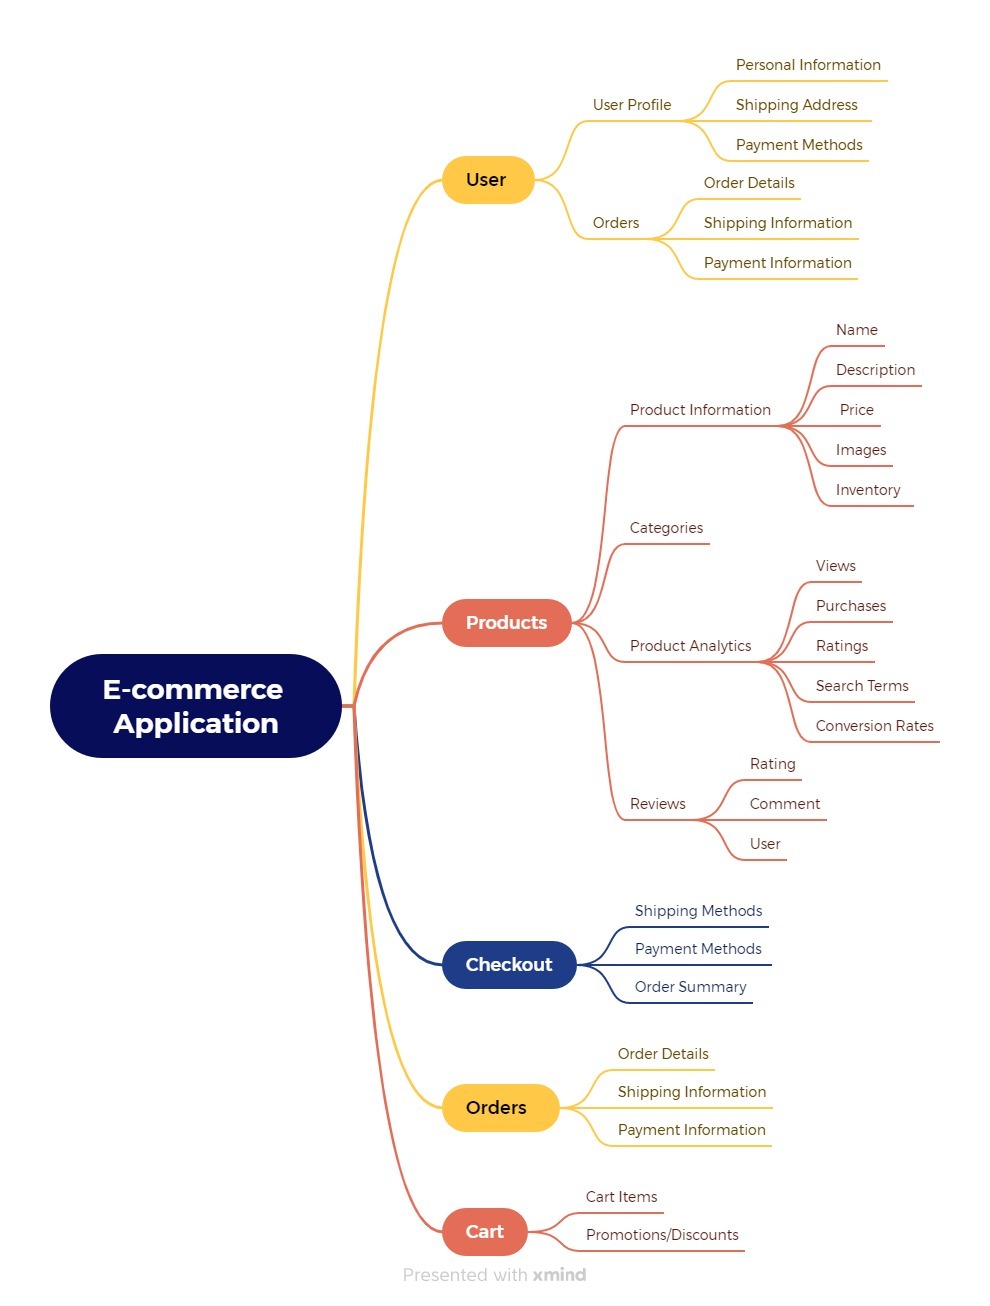 Personal Information
User Profile
Shipping Address
Payment Methods
User
Order Details
Orders
Shipping Information
Payment Information
Name
Description
Product Information
Price
Images
Inventory
Categories
Views
Purchases
Products
Product Analytics
Ratings
Search Terms
Conversion Rates
E-commerce
Application
Rating
Reviews
Comment
User
Shipping Methods
Checkout
Payment Methods
Order Summary
Order Details
Orders
Shipping Information
Payment Information
Cart Items
Cart
Promotions/Discounts
Presented with xmind